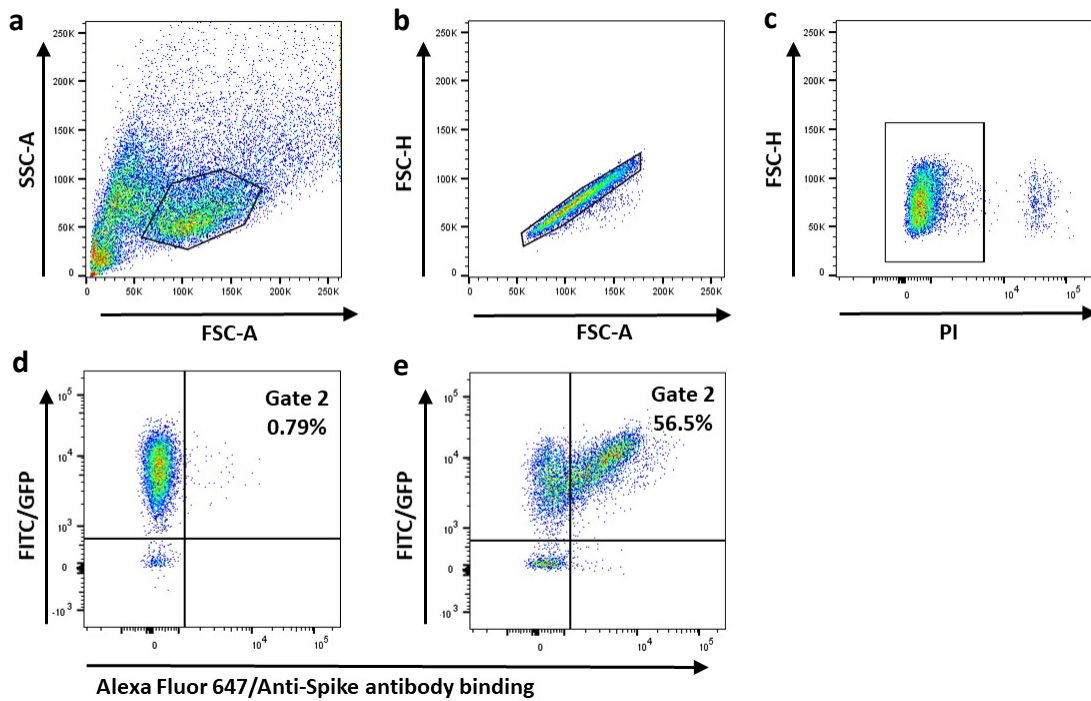 a
b
c
250K
200K
150K
100K
50K
0
SSC-A
0 50K 100K 150K 200K 250K
FSC-A
250K
200K
150K
100K
50K
0
FSC-H
0 50K 100K 150K 200K 250K
FSC-A
250K
200K
150K
100K
50K
0
FSC-H
0 10⁴ 10⁵
PI
d
e
10⁵
10⁴
10³
0
-10³
FITC/GFP
Gate 2
0.79%
0 10⁴ 10⁵
10⁵
10⁴
10³
0
-10³
FITC/GFP
Gate 2
56.5%
0 10⁴ 10⁵
Alexa Fluor 647/Anti-Spike antibody binding